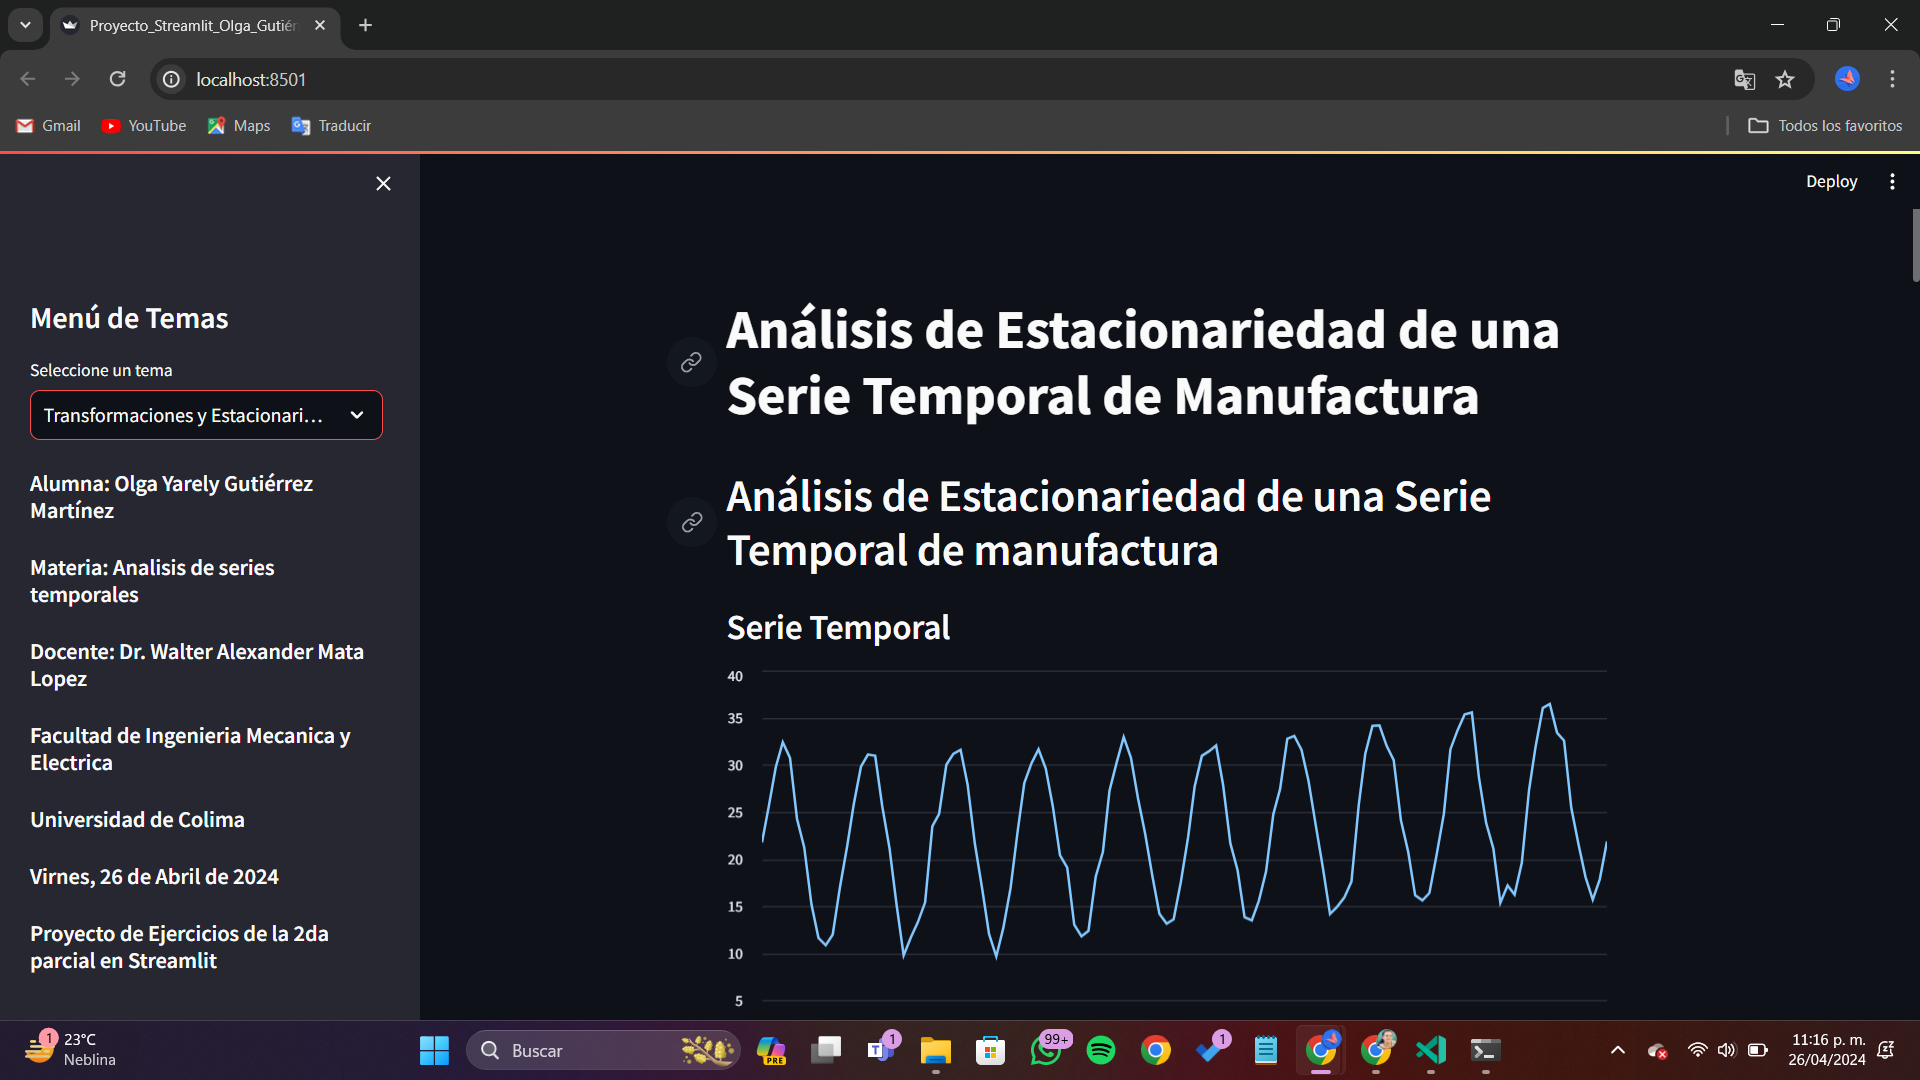 Proyecto_Streamlit_Olga_Gutiér
localhost:8501
Gmail
YouTube
Maps
Traducir
Todos los favoritos
Deploy
Menú de Temas
Seleccione un tema
Transformaciones y Estacionari...
Alumna: Olga Yarely Gutiérrez
Martínez
Materia: Analisis de series
temporales
Docente: Dr. Walter Alexander Mata
Lopez
Facultad de Ingenieria Mecanica y
Electrica
Universidad de Colima
Virnes, 26 de Abril de 2024
Proyecto de Ejercicios de la 2da
parcial en Streamlit
Análisis de Estacionariedad de una
Serie Temporal de Manufactura
Análisis de Estacionariedad de una Serie
Temporal de manufactura
Serie Temporal
40
35
30
25
20
15
10
5
1
23°C
Neblina
Buscar
PRE
1
99+
1
11:16 p. m.
26/04/2024